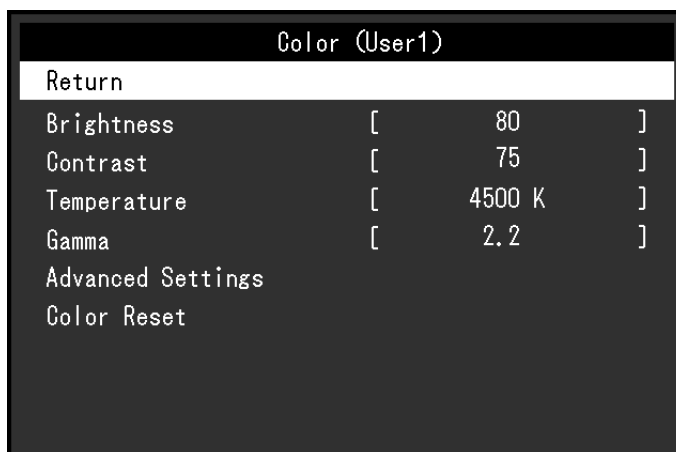 Color (User1)
Return
Brightness [ 80 ]
Contrast [ 75 ]
Temperature [ 4500 K ]
Gamma [ 2.2 ]
Advanced Settings
Color Reset